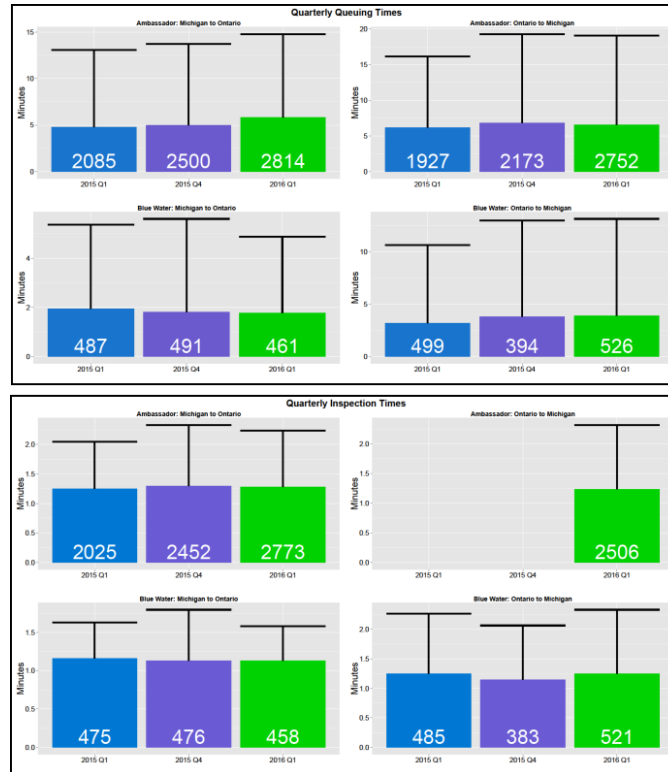 Quarterly Queuing Times
Ambassador: Michigan to Ontario
Ambassador: Ontario to Michigan
Minutes
15
10
5
0
2085
2500
2814
2015 Q1
2015 Q4
2016 Q1
Minutes
20
15
10
5
0
1927
2173
2752
2015 Q1
2015 Q4
2016 Q1
Blue Water: Michigan to Ontario
Blue Water: Ontario to Michigan
Minutes
4
2
0
487
491
461
2015 Q1
2015 Q4
2016 Q1
Minutes
10
5
0
499
394
526
2015 Q1
2015 Q4
2016 Q1
Quarterly Inspection Times
Ambassador: Michigan to Ontario
Ambassador: Ontario to Michigan
Minutes
2.0
1.5
1.0
0.5
0.0
2025
2452
2773
2015 Q1
2015 Q4
2016 Q1
Minutes
2.0
1.5
1.0
0.5
0.0
2506
2015 Q1
2015 Q4
2016 Q1
Blue Water: Michigan to Ontario
Blue Water: Ontario to Michigan
Minutes
1.5
1.0
0.5
0.0
475
476
458
2015 Q1
2015 Q4
2016 Q1
Minutes
2.0
1.5
1.0
0.5
0.0
485
383
521
2015 Q1
2015 Q4
2016 Q1